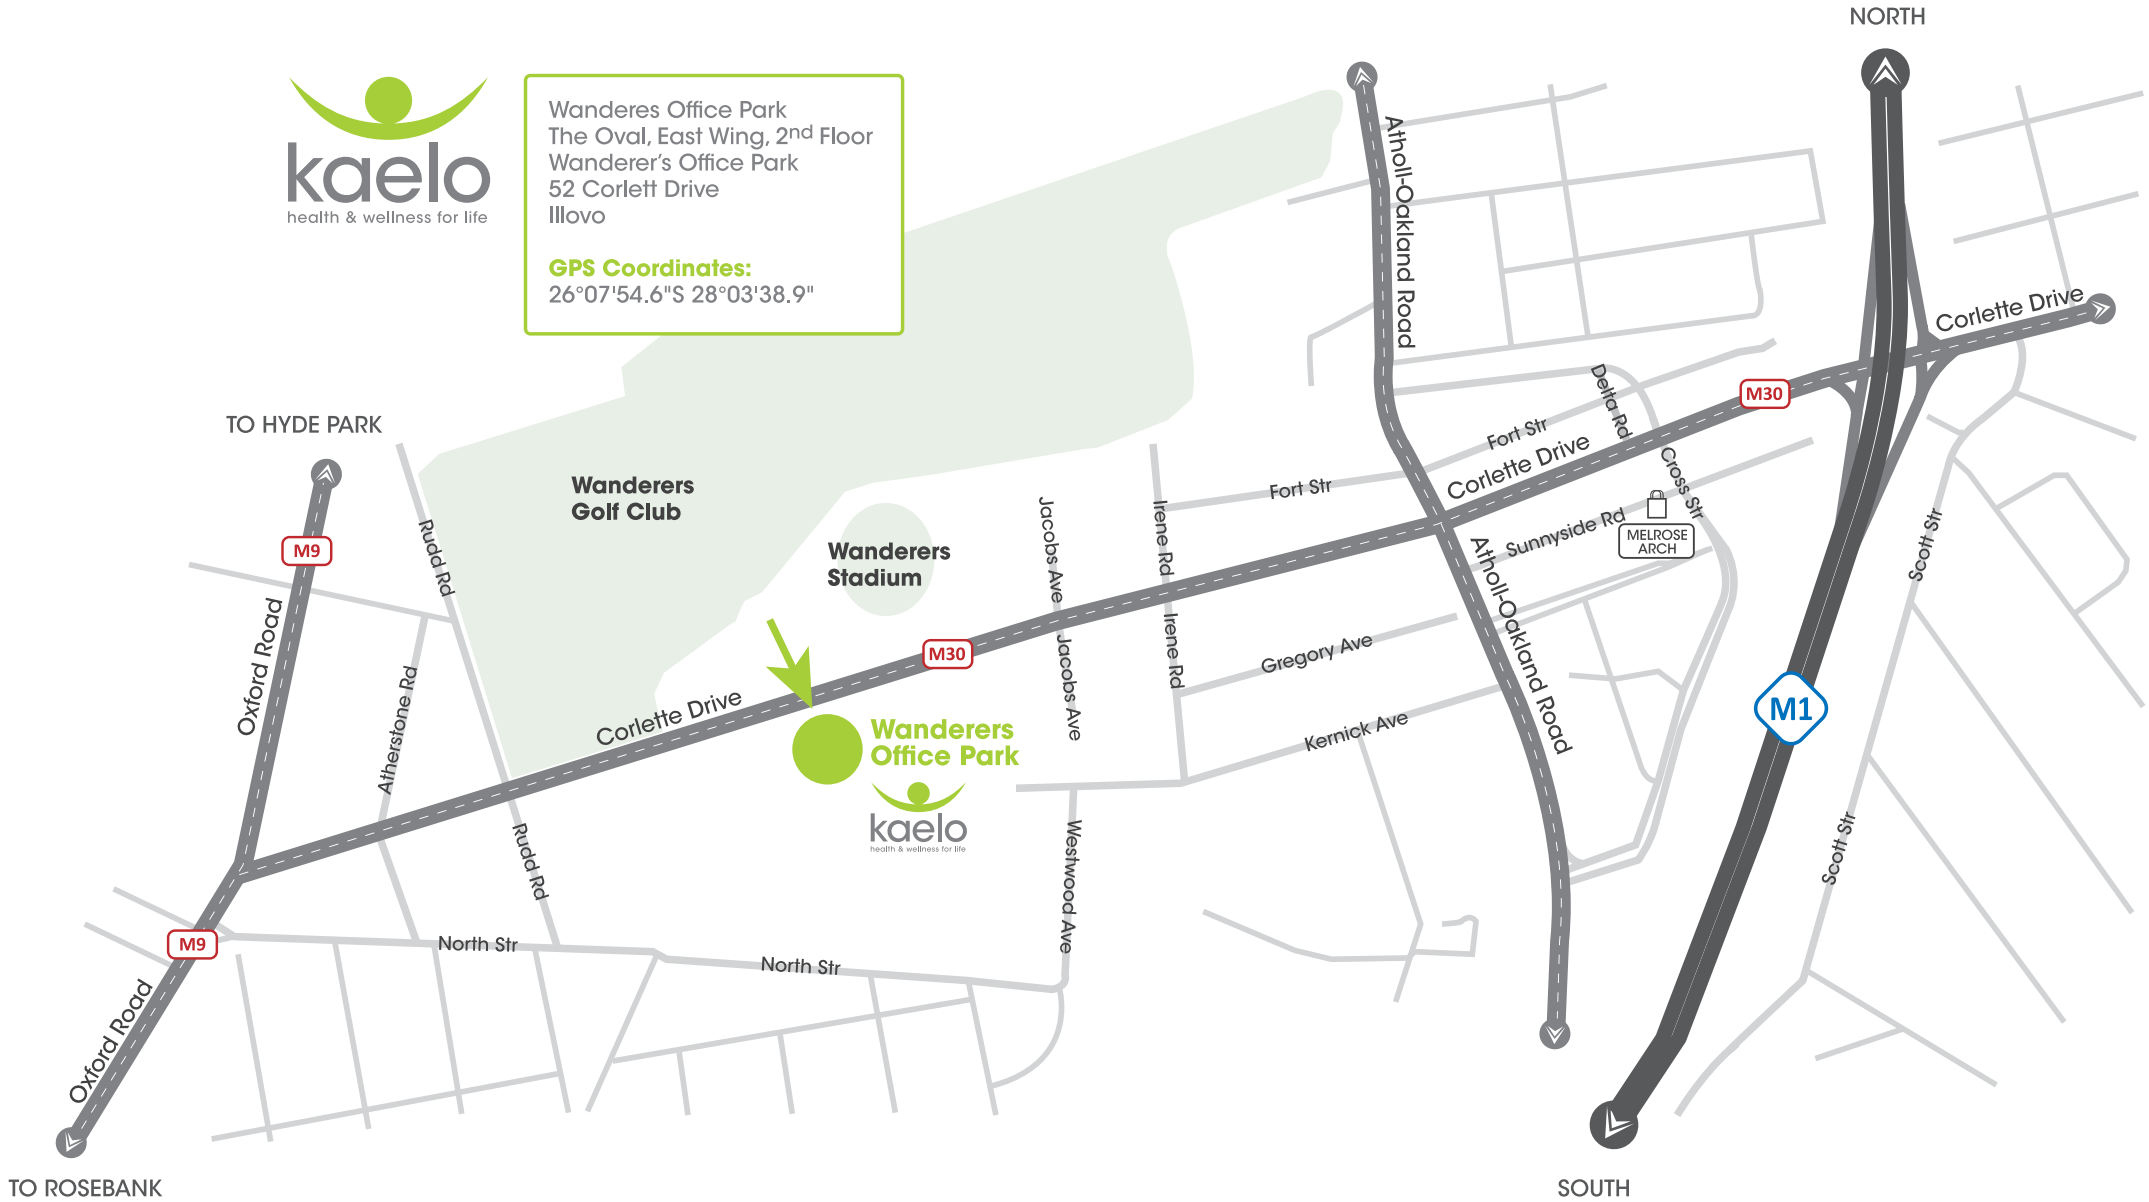 NORTH
kaelo
health & wellness for life
Wanderes Office Park
The Oval, East Wing, 2nd Floor
Wanderer's Office Park
52 Corlett Drive
Illovo
GPS Coordinates:
26°07'54.6"S 28°03'38.9"
Atholl-Oakland Road
Corlette Drive
M30
Delta Rd
Fort Str
Corlette Drive
Cross Str
TO HYDE PARK
M9
Rudd Rd
Wanderers
Golf Club
Wanderers
Stadium
Jacobs Ave
Irene Rd
Fort Str
Sunnyside Rd
MELROSE
ARCH
Scott Str
Oxford Road
Atherstone Rd
Corlette Drive
M30
Jacobs Ave
Irene Rd
Gregory Ave
Kernick Ave
Atholl-Oakland Road
M1
Wanderers
Office Park
kaelo
health & wellness for life
Rudd Rd
Westwood Ave
Scott Str
M9
North Str
North Str
Oxford Road
TO ROSEBANK
SOUTH